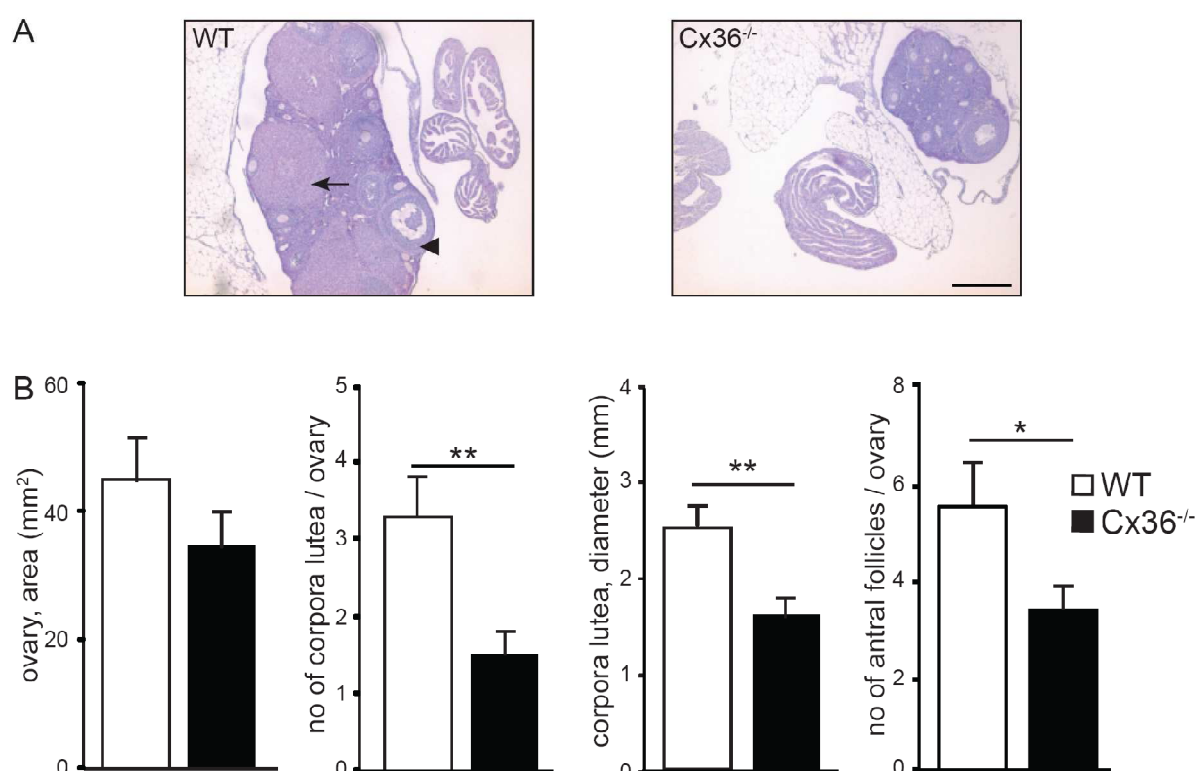 A
WT
Cx36-/-
B
60
40
20
0
ovary, area (mm²)
5
4
3
2
1
0
no of corpora lutea / ovary
**
4
3
2
1
0
corpora lutea, diameter (mm)
**
8
6
4
2
0
no of antral follicles / ovary
*
WT
Cx36-/-